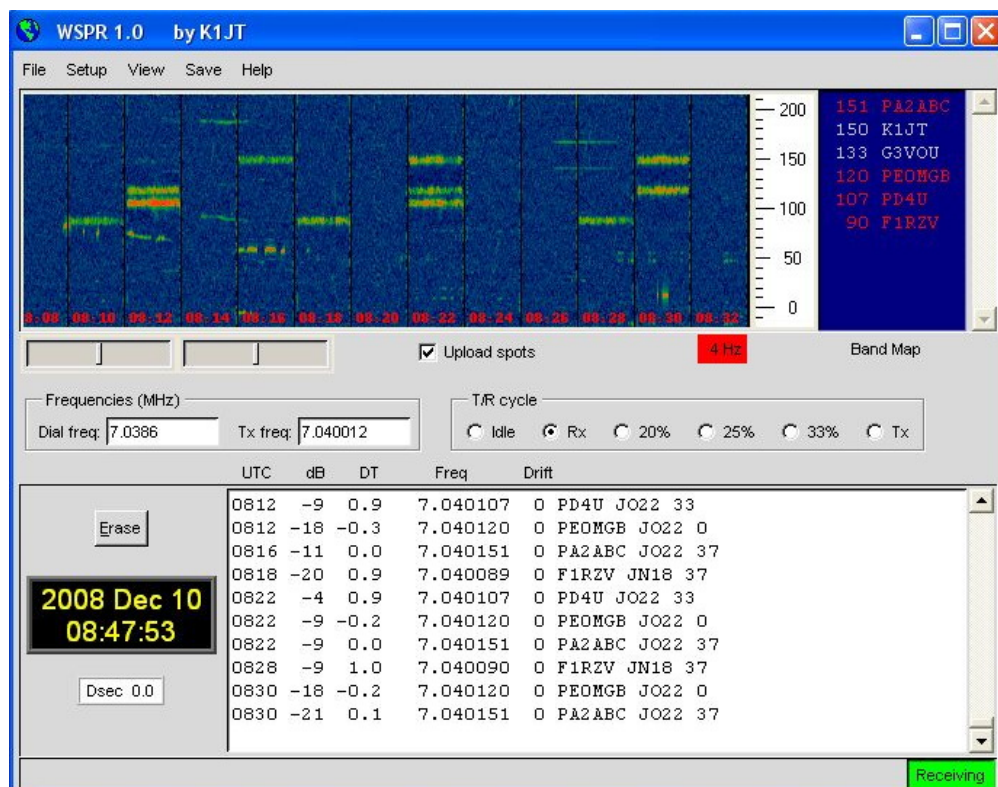 WSPR 1.0 by K1JT
File Setup View Save Help
200
150
100
50
0
8:08 08:10 08:12 08:14 08:16 08:18 08:20 08:22 08:24 08:26 08:28 08:30 08:32
151 PA2ABC
150 K1JT
133 G3VOU
120 PE0MGB
107 PD4U
90 F1RZV
Upload spots
4 Hz
Band Map
Frequencies (MHz)
Dial freq: 7.0386 Tx freq: 7.040012
T/R cycle
Idle Rx 20% 25% 33% Tx
UTC dB DT Freq Drift
0812 -9 0.9 7.040107 0 PD4U JO22 33
0812 -18 -0.3 7.040120 0 PE0MGB JO22 0
0816 -11 0.0 7.040151 0 PA2ABC JO22 37
0818 -20 0.9 7.040089 0 F1RZV JN18 37
0822 -4 0.9 7.040107 0 PD4U JO22 33
0822 -9 -0.2 7.040120 0 PE0MGB JO22 0
0822 -9 0.0 7.040151 0 PA2ABC JO22 37
0828 -9 1.0 7.040090 0 F1RZV JN18 37
0830 -18 -0.2 7.040120 0 PE0MGB JO22 0
0830 -21 0.1 7.040151 0 PA2ABC JO22 37
Erase
2008 Dec 10
08:47:53
Dsec 0.0
Receiving